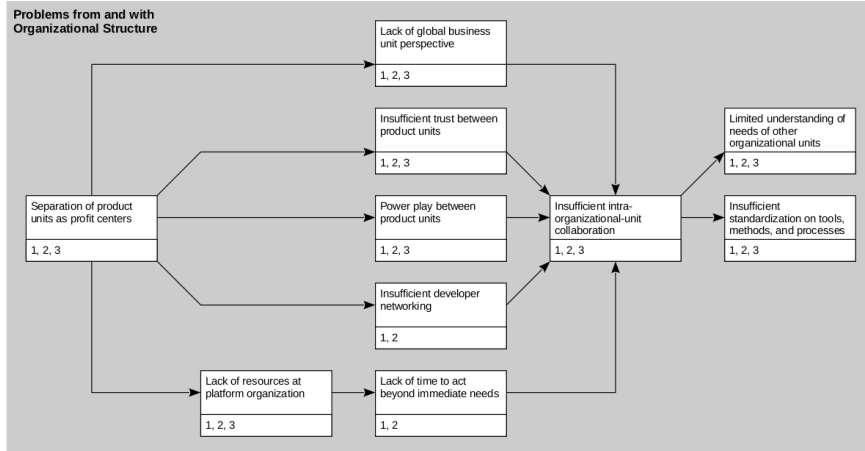 Problems from and with
Organizational Structure
Lack of global business
unit perspective
1, 2, 3
Insufficient trust between
product units
1, 2, 3
Limited understanding of
needs of other
organizational units
1, 2, 3
Separation of product
units as profit centers
1, 2, 3
Power play between
product units
1, 2, 3
Insufficient intra-
organizational-unit
collaboration
1, 2, 3
Insufficient
standardization on tools,
methods, and processes
1, 2, 3
Insufficient developer
networking
1, 2
Lack of resources at
platform organization
1, 2, 3
Lack of time to act
beyond immediate needs
1, 2